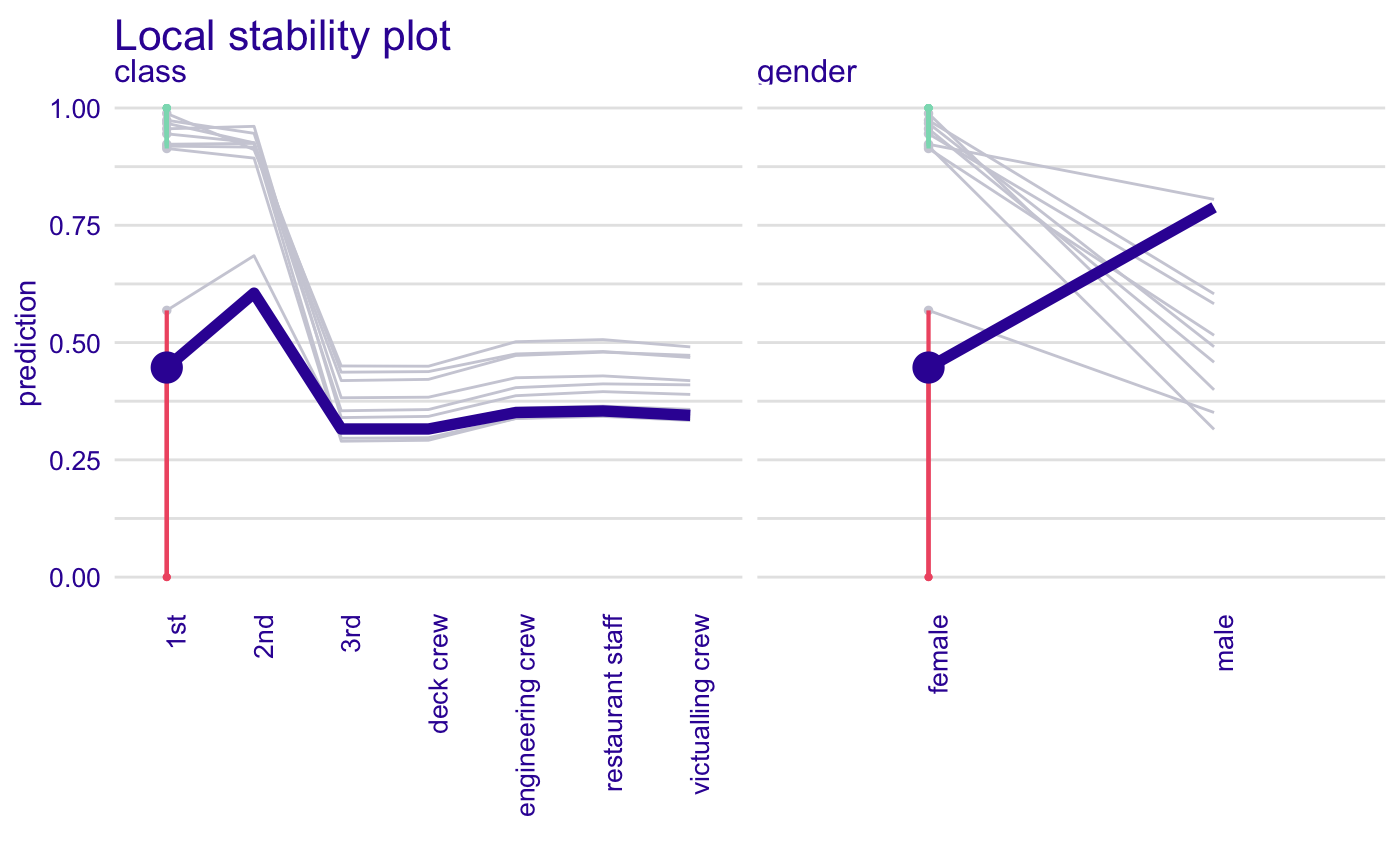 Local stability plot
class
gender
1.00
0.75
0.50
0.25
0.00
prediction
1st
2nd
3rd
deck crew
engineering crew
restaurant staff
victualling crew
female
male